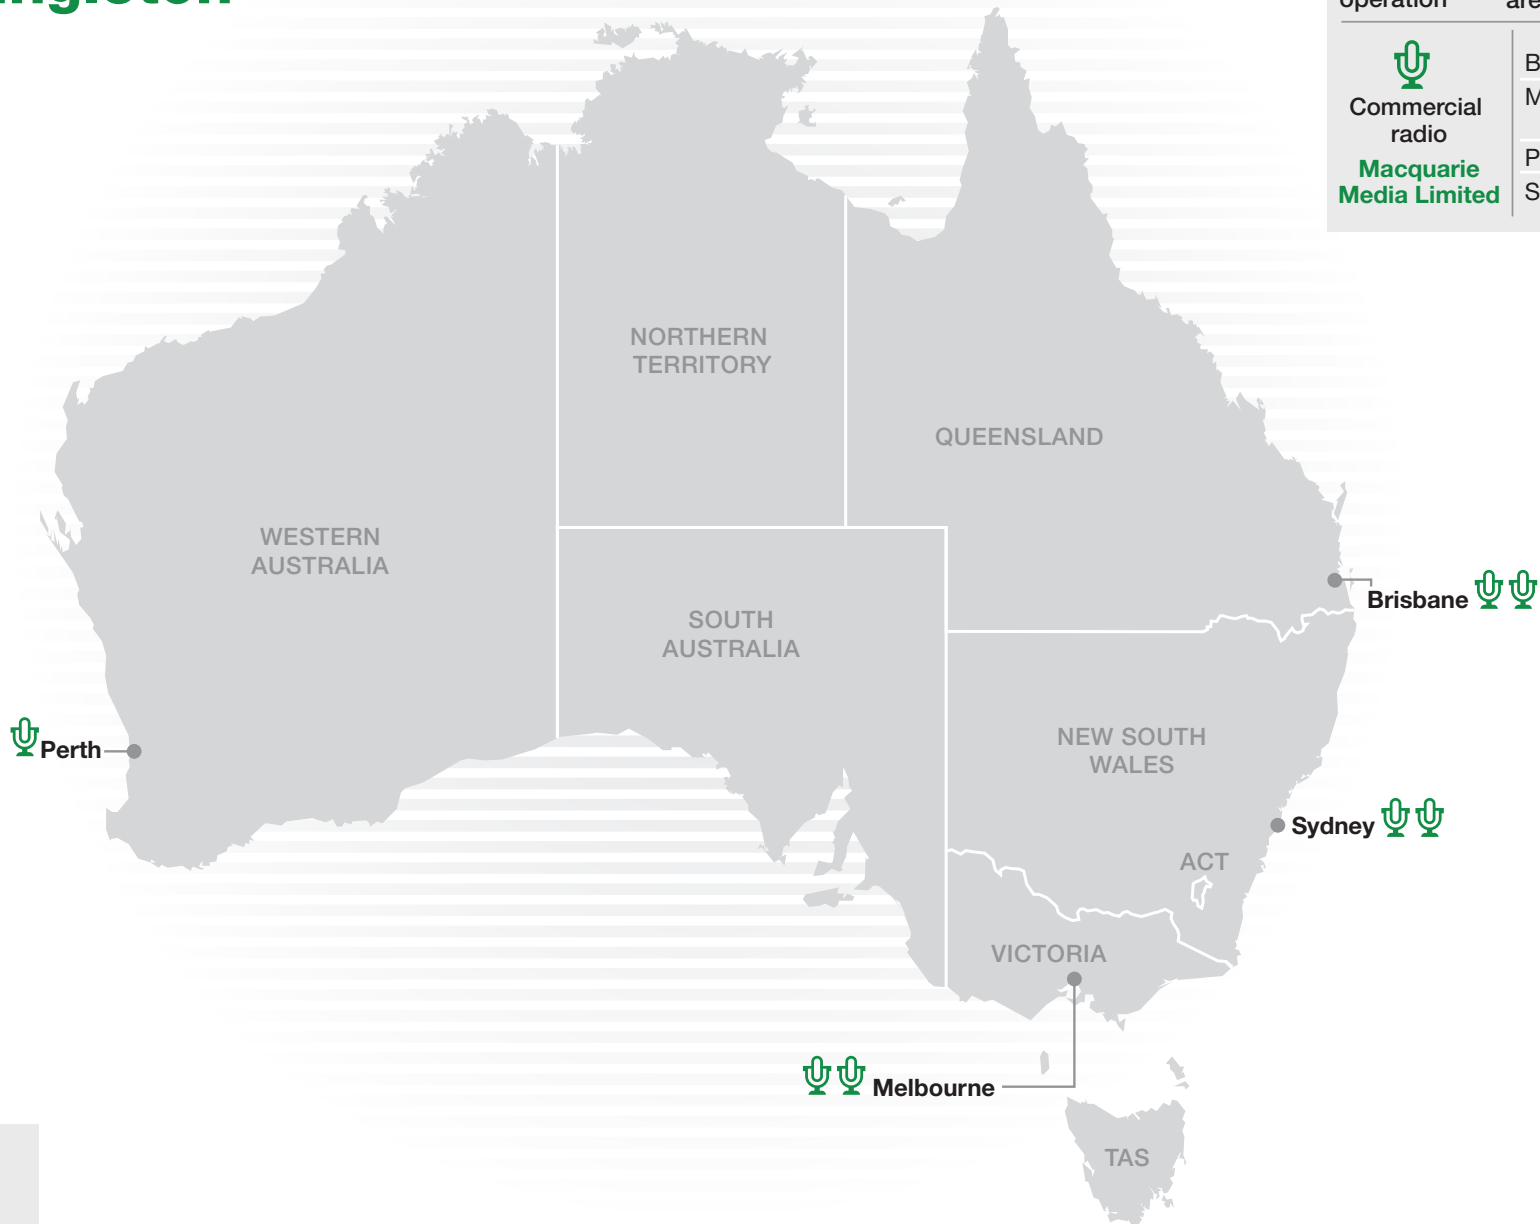 operation
Commercial
radio
Macquarie
Media Limited
NORTHERN
TERRITORY
QUEENSLAND
WESTERN
AUSTRALIA
SOUTH
AUSTRALIA
Brisbane
NEW SOUTH
WALES
Perth
Sydney
ACT
VICTORIA
Melbourne
TAS